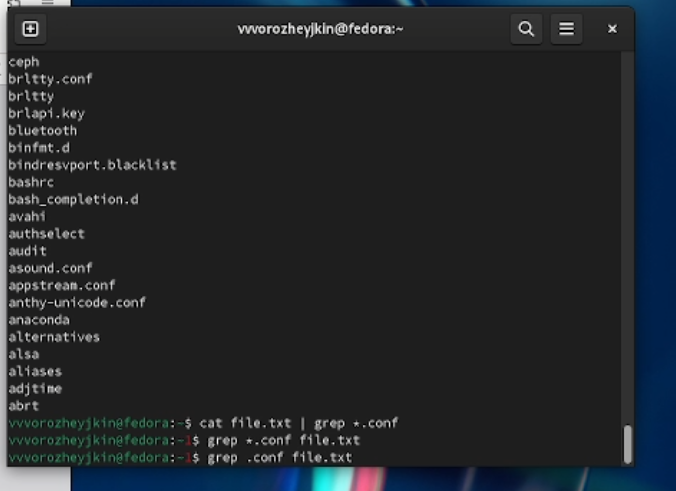 vvvorozheyjkin@fedora:~
ceph
brltty.conf
brltty
brlapi.key
bluetooth
binfmt.d
bindresvport.blacklist
bashrc
bash_completion.d
avahi
authselect
audit
asound.conf
appstream.conf
anthy-unicode.conf
anaconda
alternatives
alsa
aliases
adjtime
abrt
vvvorozheyjkin@fedora:~$ cat file.txt | grep *.conf
vvvorozheyjkin@fedora:~1$ grep *.conf file.txt
vvvorozheyjkin@fedora:~1$ grep .conf file.txt